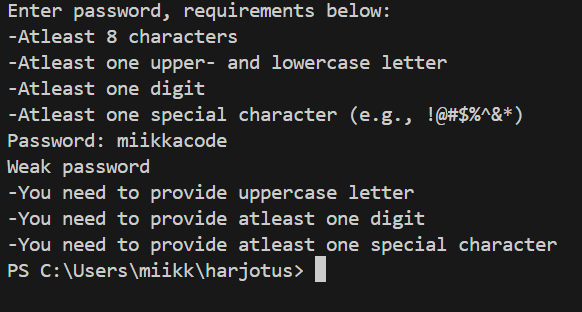 Enter password, requirements below:
-Atleast 8 characters
-Atleast one upper- and lowercase letter
-Atleast one digit
-Atleast one special character (e.g., !@#$%^&*)
Password: miikkacode
Weak password
-You need to provide uppercase letter
-You need to provide atleast one digit
-You need to provide atleast one special character
PS C:\Users\miikk\harjotus>